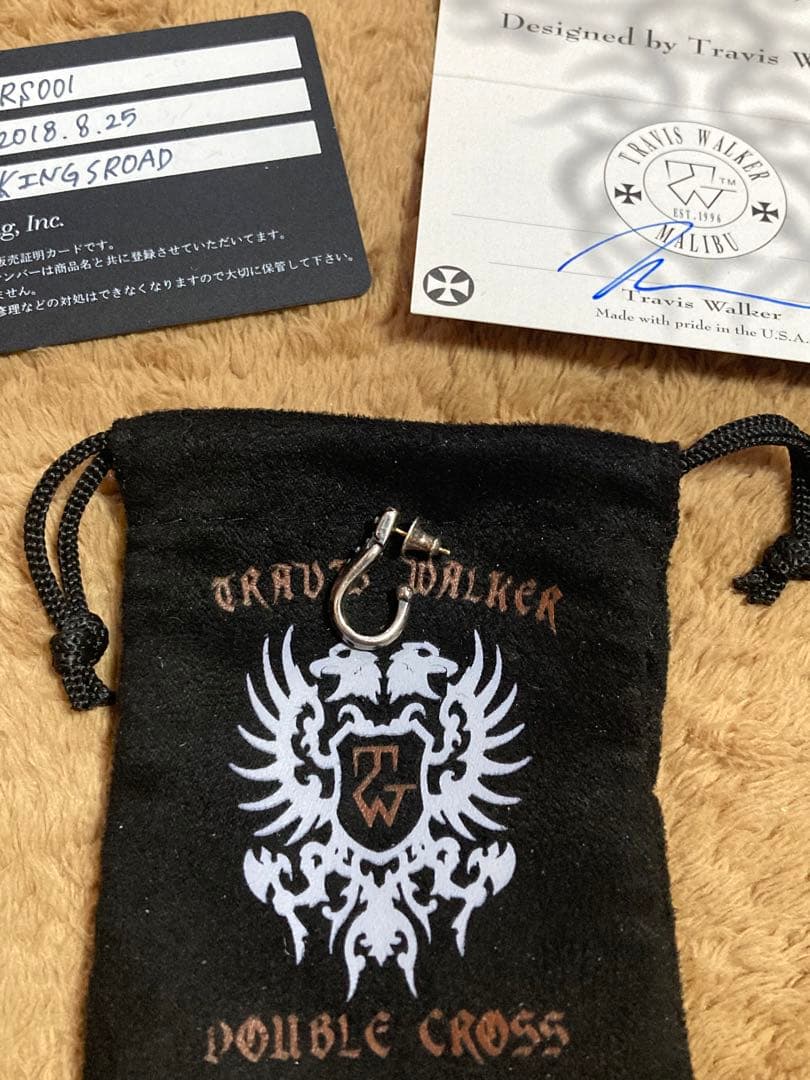 RS001
2018.8.25
KINGSROAD
g, Inc.
販売証明カードです。
ナンバーは商品名と共に登録させていただいてます。
ません。
修理などの対処はできなくなりますので大切に保管して下さい。
Designed by Travis W
TRAVIS WALKER
TW™
EST. 1996
MALIBU
Travis Walker
Made with pride in the U.S.A.
TRAVIS WALKER
TW
DOUBLE CROSS